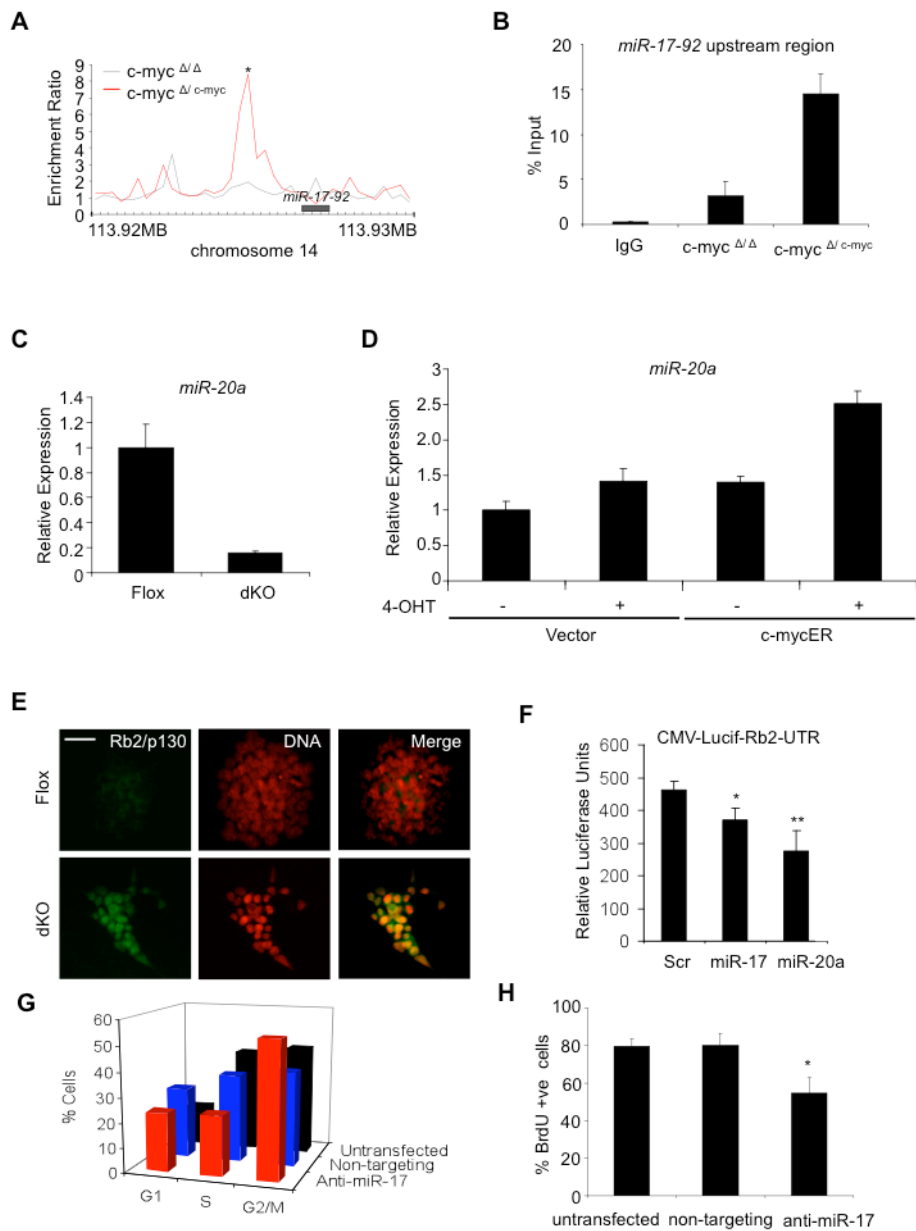 A
c-myc Δ/Δ
c-myc Δ/c-myc
*
Enrichment Ratio
9
8
7
6
5
4
3
2
1
0
miR-17-92
113.92MB
113.93MB
chromosome 14
B
miR-17-92 upstream region
% Input
20
15
10
5
0
IgG
c-myc Δ/Δ
c-myc Δ/c-myc
C
miR-20a
Relative Expression
1.4
1.2
1
0.8
0.6
0.4
0.2
0
Flox
dKO
D
miR-20a
Relative Expression
3
2.5
2
1.5
1
0.5
0
4-OHT
-
+
-
+
Vector
c-mycER
E
Rb2/p130
DNA
Merge
Flox
dKO
F
CMV-Lucif-Rb2-UTR
Relative Luciferase Units
600
500
400
300
200
100
0
*
**
Scr
miR-17
miR-20a
G
% Cells
60
50
40
30
20
10
0
G1
S
G2/M
Untransfected
Non-targeting
Anti-miR-17
H
% BrdU +ve cells
100
80
60
40
20
0
*
untransfected
non-targeting
anti-miR-17